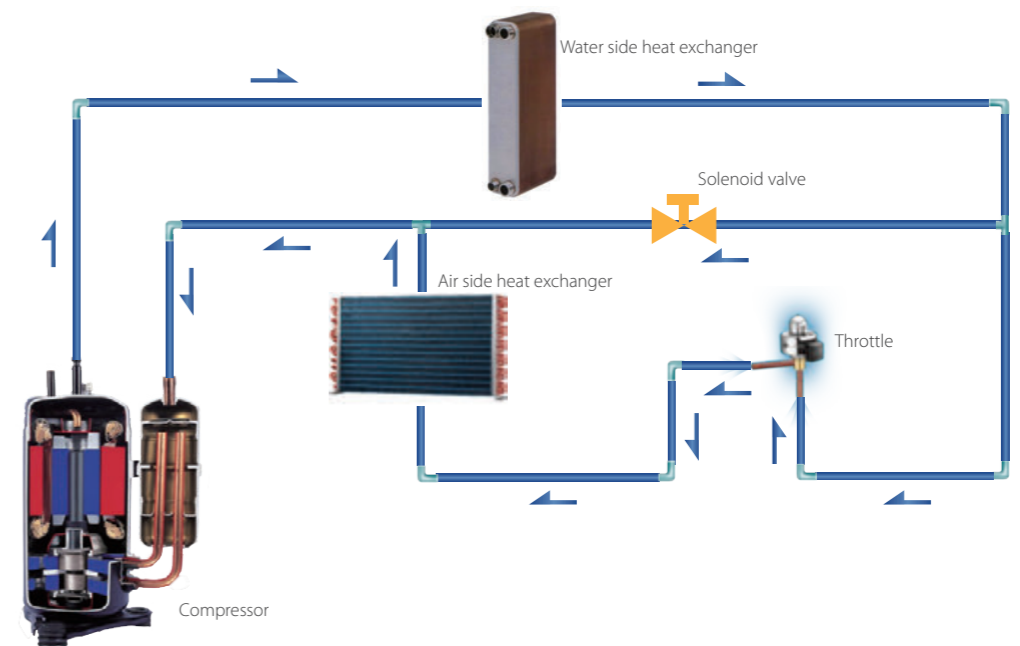 Water side heat exchanger
Solenoid valve
Air side heat exchanger
Throttle
Compressor